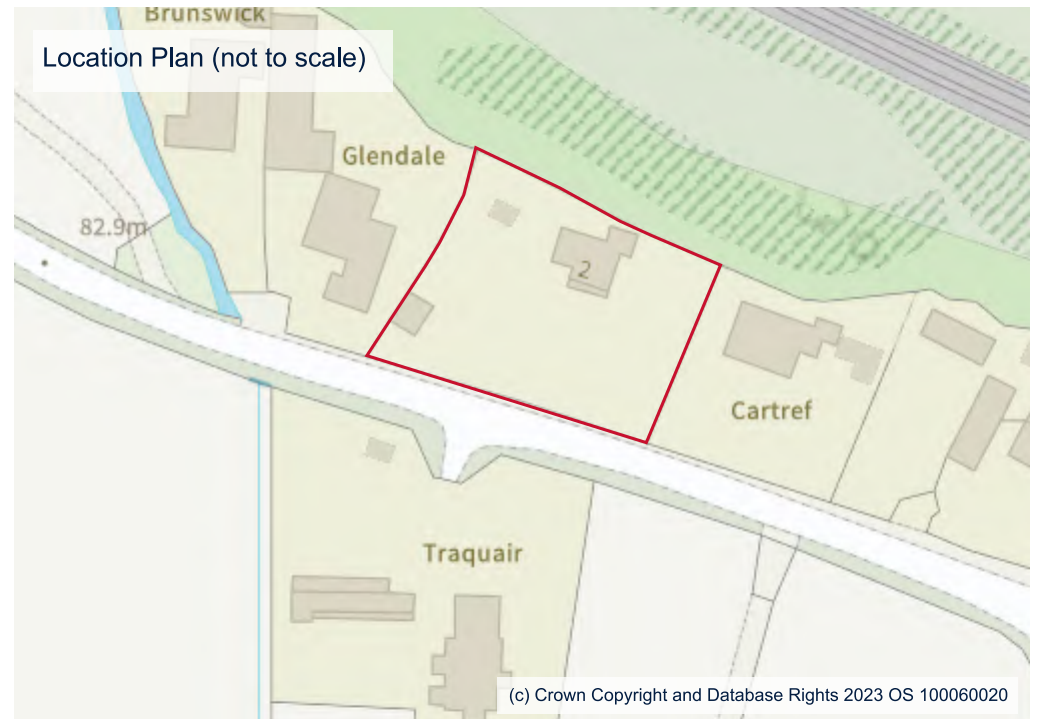 Brunswick
Location Plan (not to scale)
Glendale
82.9m
2
Cartref
Traquair
(c) Crown Copyright and Database Rights 2023 OS 100060020